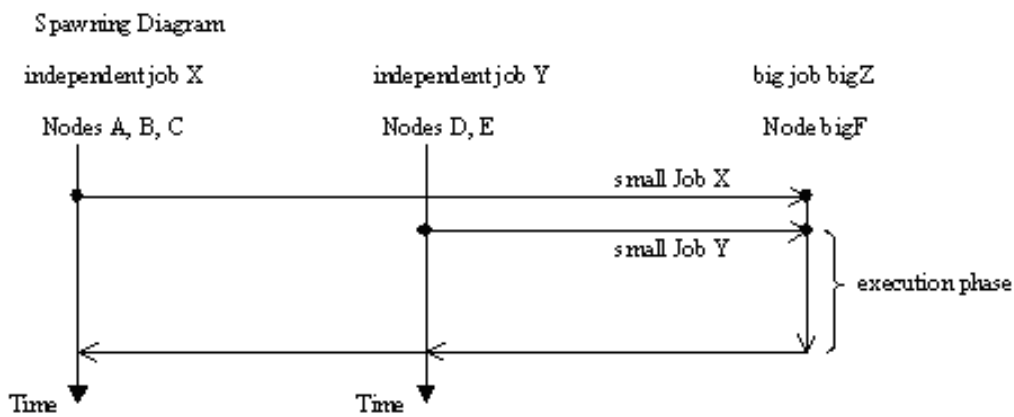 Spawning Diagram
independent job X
independent job Y
big job bigZ
Nodes A, B, C
Nodes D, E
Node bigF
small Job X
small Job Y
execution phase
Time
Time